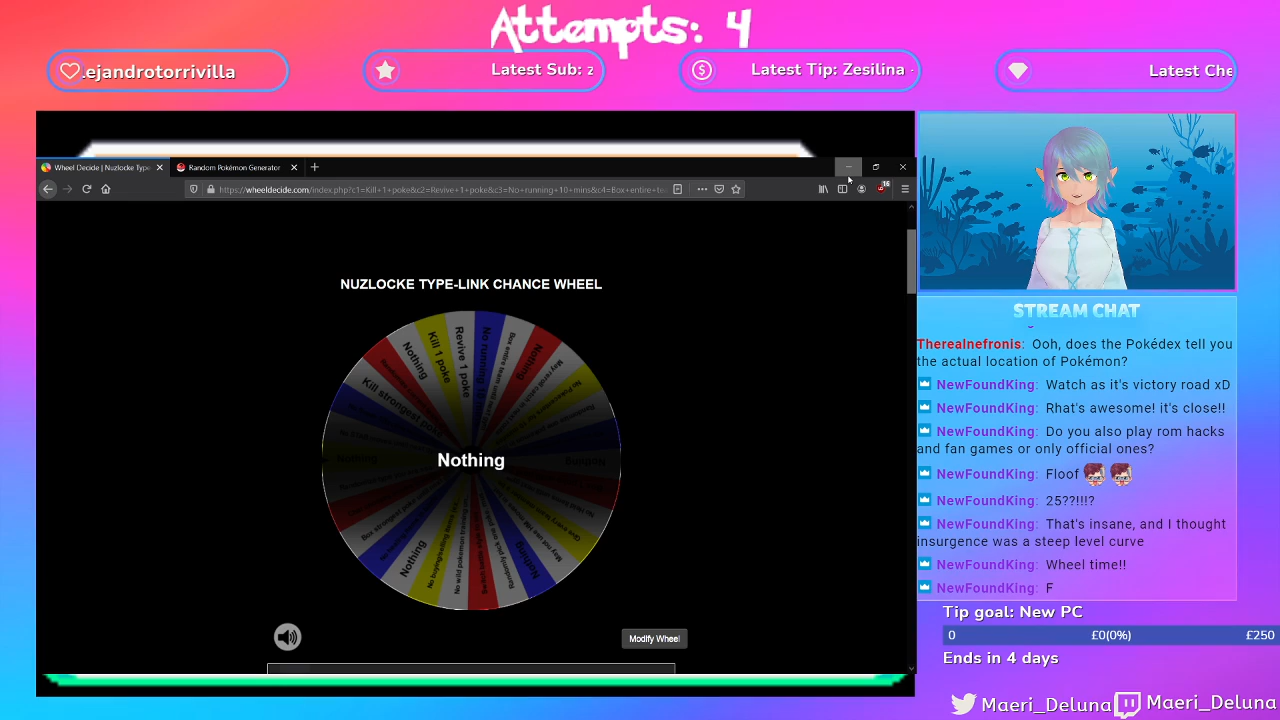 Attempts: 4
.ejandrotorrivilla
Latest Sub: z
Latest Tip: Zesilina -
Latest Che
Wheel Decide | Nuzlocke Type
Random Pokémon Generator
https://wheeldecide.com/index.php?c1=Kill+1+poke&c2=Revive+1+poke&c3=No+running+10+mins&c4=Box+entire+te
16
NUZLOCKE TYPE-LINK CHANCE WHEEL
Nothing
Kill 1 poke
Revive 1 poke
No running 10
Nothing
Kill strongest poke
Nothing
Nothing
Nothing
Nothing
Nothing
Modify Wheel
STREAM CHAT
Therealnefronis: Ooh, does the Pokédex tell you
the actual location of Pokémon?
NewFoundKing: Watch as it's victory road xD
NewFoundKing: Rhat's awesome! it's close!!
NewFoundKing: Do you also play rom hacks
and fan games or only official ones?
NewFoundKing: Floof
NewFoundKing: 25??!!!?
NewFoundKing: That's insane, and I thought
insurgence was a steep level curve
NewFoundKing: Wheel time!!
NewFoundKing: F
Tip goal: New PC
0 £0(0%) £250
Ends in 4 days
Maeri_Deluna Maeri_Deluna